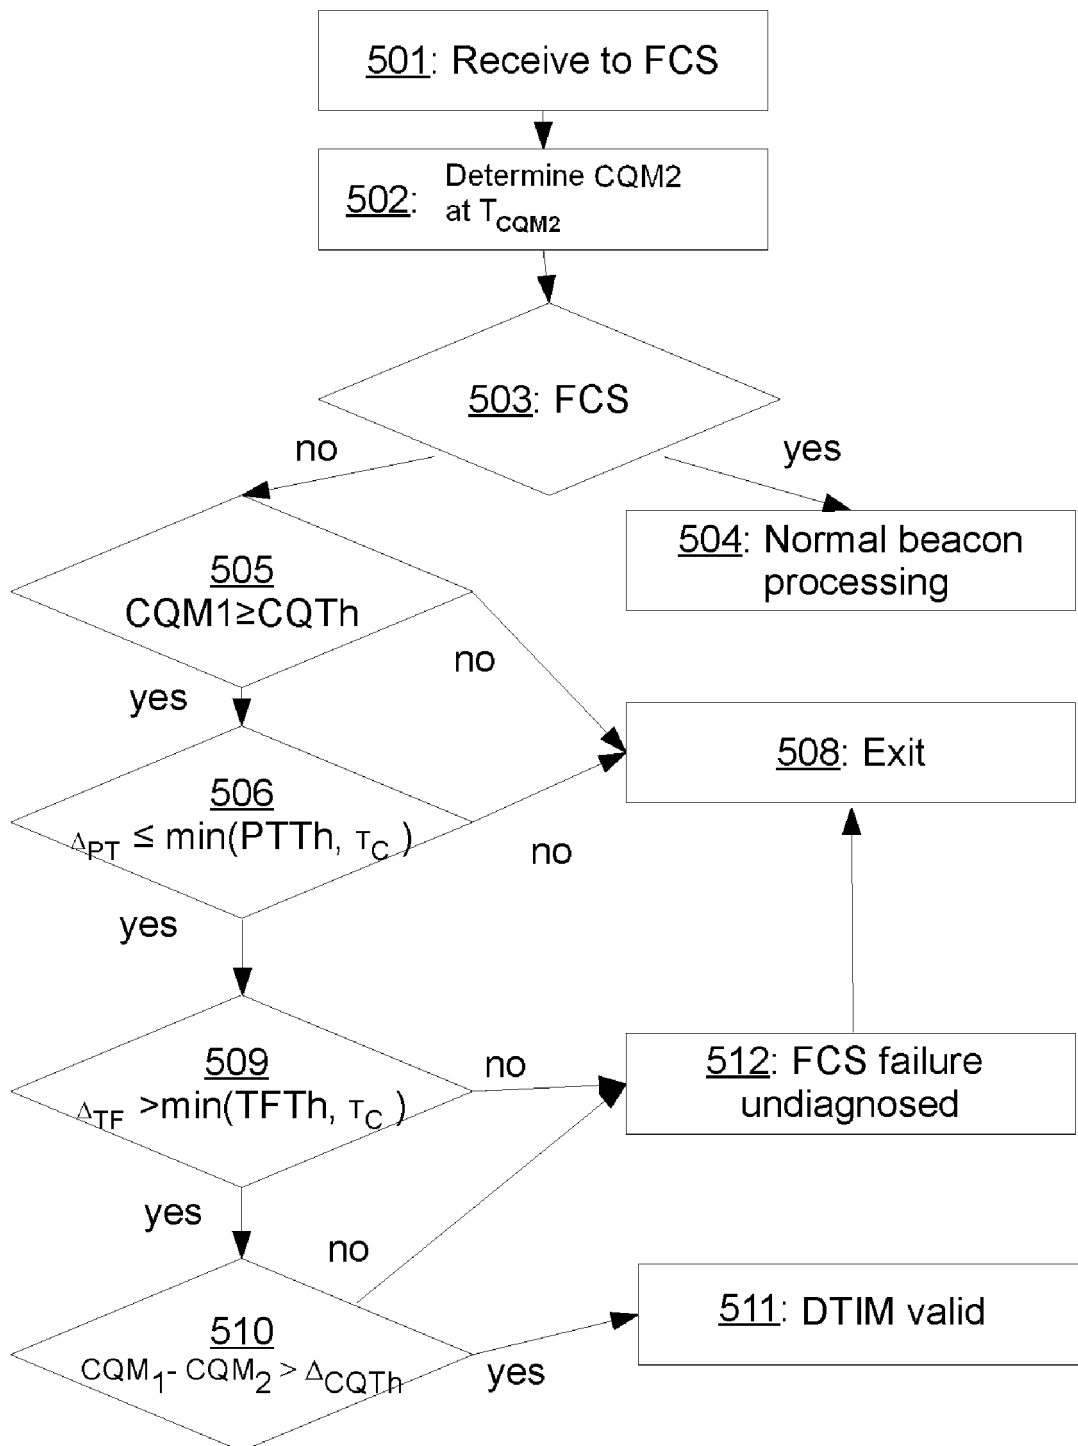 501: Receive to FCS
502: Determine CQM2
at TCQM2
503: FCS
no
yes
504: Normal beacon
processing
505
CQM1≥CQTh
no
yes
508: Exit
506
ΔPT ≤ min(PTTh, τC )
no
yes
509
ΔTF >min(TFTh, τC )
no
512: FCS failure
undiagnosed
yes
no
510
CQM1- CQM2 > ΔCQTh
511: DTIM valid
yes